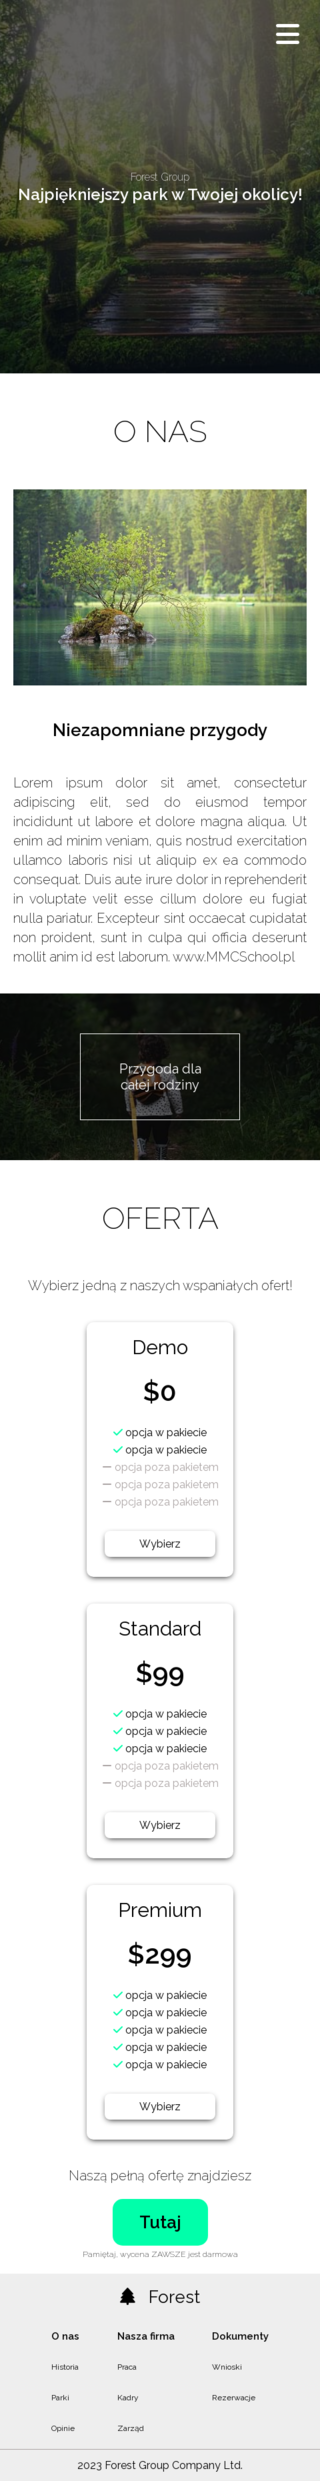 Forest Group
Najpiękniejszy park w Twojej okolicy!
O NAS
Niezapomniane przygody
Lorem ipsum dolor sit amet, consectetur
adipiscing elit, sed do eiusmod tempor
incididunt ut labore et dolore magna aliqua. Ut
enim ad minim veniam, quis nostrud exercitation
ullamco laboris nisi ut aliquip ex ea commodo
consequat. Duis aute irure dolor in reprehenderit
in voluptate velit esse cillum dolore eu fugiat
nulla pariatur. Excepteur sint occaecat cupidatat
non proident, sunt in culpa qui officia deserunt
mollit anim id est laborum. www.MMCSchool.pl
Przygoda dla
całej rodziny
OFERTA
Wybierz jedną z naszych wspaniałych ofert!
Demo
$0
opcja w pakiecie
opcja w pakiecie
opcja poza pakietem
opcja poza pakietem
opcja poza pakietem
Wybierz
Standard
$99
opcja w pakiecie
opcja w pakiecie
opcja w pakiecie
opcja poza pakietem
opcja poza pakietem
Wybierz
Premium
$299
opcja w pakiecie
opcja w pakiecie
opcja w pakiecie
opcja w pakiecie
opcja w pakiecie
Wybierz
Naszą pełną ofertę znajdziesz
Tutaj
Pamiętaj, wycena ZAWSZE jest darmowa
Forest
O nas Nasza firma Dokumenty
Historia Praca Wnioski
Parki Kadry Rezerwacje
Opinie Zarząd
2023 Forest Group Company Ltd.